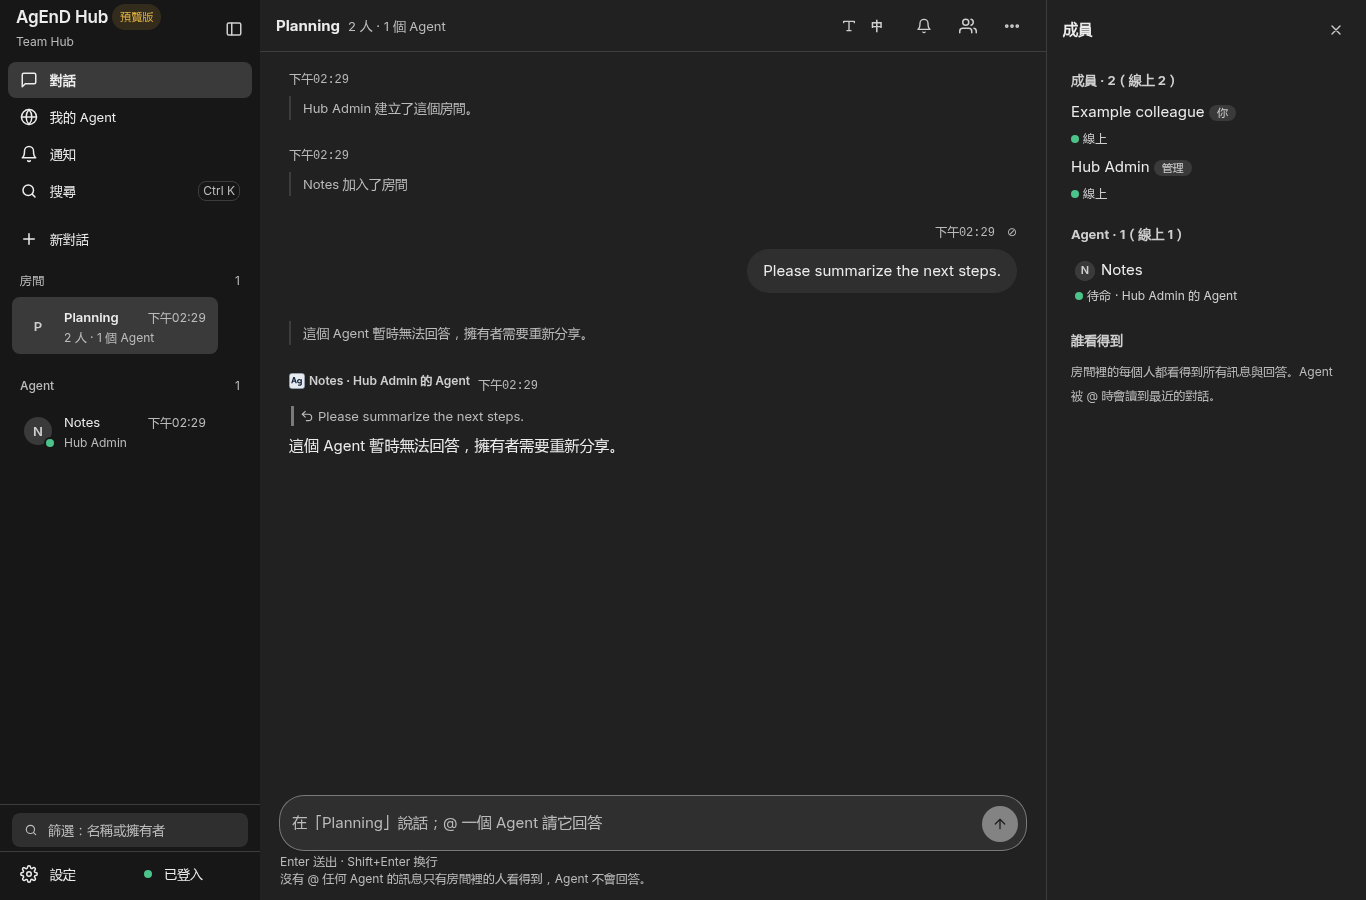 AgEnD Hub 預覽版
Team Hub
對話
我的 Agent
通知
搜尋 Ctrl K
新對話
房間 1
P Planning 下午02:29
2 人 · 1 個 Agent
Agent 1
N Notes 下午02:29
Hub Admin
篩選：名稱或擁有者
設定 已登入
Planning 2 人 · 1 個 Agent
中
下午02:29
Hub Admin 建立了這個房間。
下午02:29
Notes 加入了房間
下午02:29
Please summarize the next steps.
這個 Agent 暫時無法回答，擁有者需要重新分享。
Ag Notes · Hub Admin 的 Agent 下午02:29
Please summarize the next steps.
這個 Agent 暫時無法回答，擁有者需要重新分享。
在「Planning」說話；@ 一個 Agent 請它回答
Enter 送出 · Shift+Enter 換行
沒有 @ 任何 Agent 的訊息只有房間裡的人看得到，Agent 不會回答。
成員
成員 · 2（線上 2）
Example colleague 你
線上
Hub Admin 管理
線上
Agent · 1（線上 1）
N Notes
待命 · Hub Admin 的 Agent
誰看得到
房間裡的每個人都看得到所有訊息與回答。Agent
被 @ 時會讀到最近的對話。